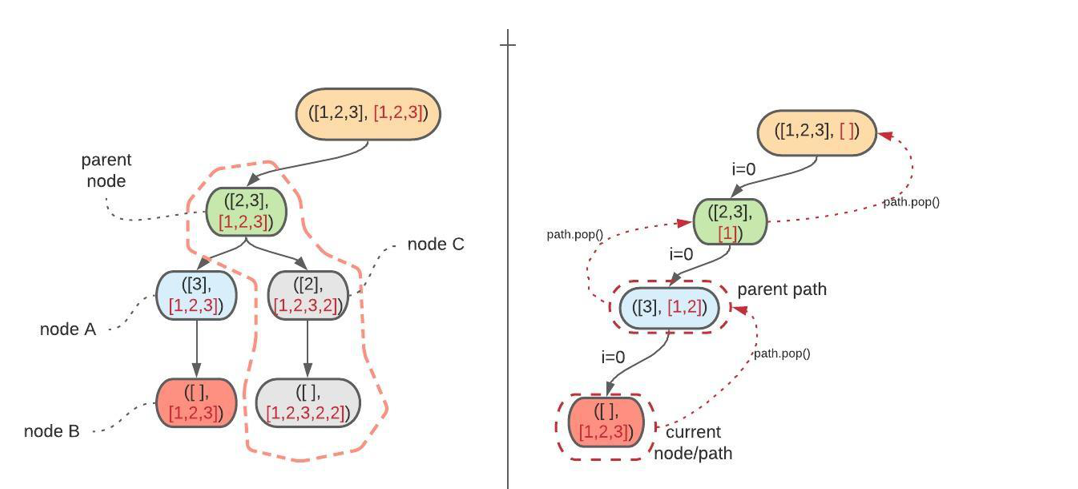 ([1,2,3], [1,2,3])
parent
node
([2,3],
[1,2,3])
node C
([3],
[1,2,3])
([2],
[1,2,3,2])
node A
([ ],
[1,2,3])
([ ],
[1,2,3,2,2])
node B
([1,2,3], [ ])
i=0
path.pop()
([2,3],
[1])
path.pop()
i=0
parent path
([3], [1,2])
i=0
path.pop()
([ ],
[1,2,3])
current
node/path